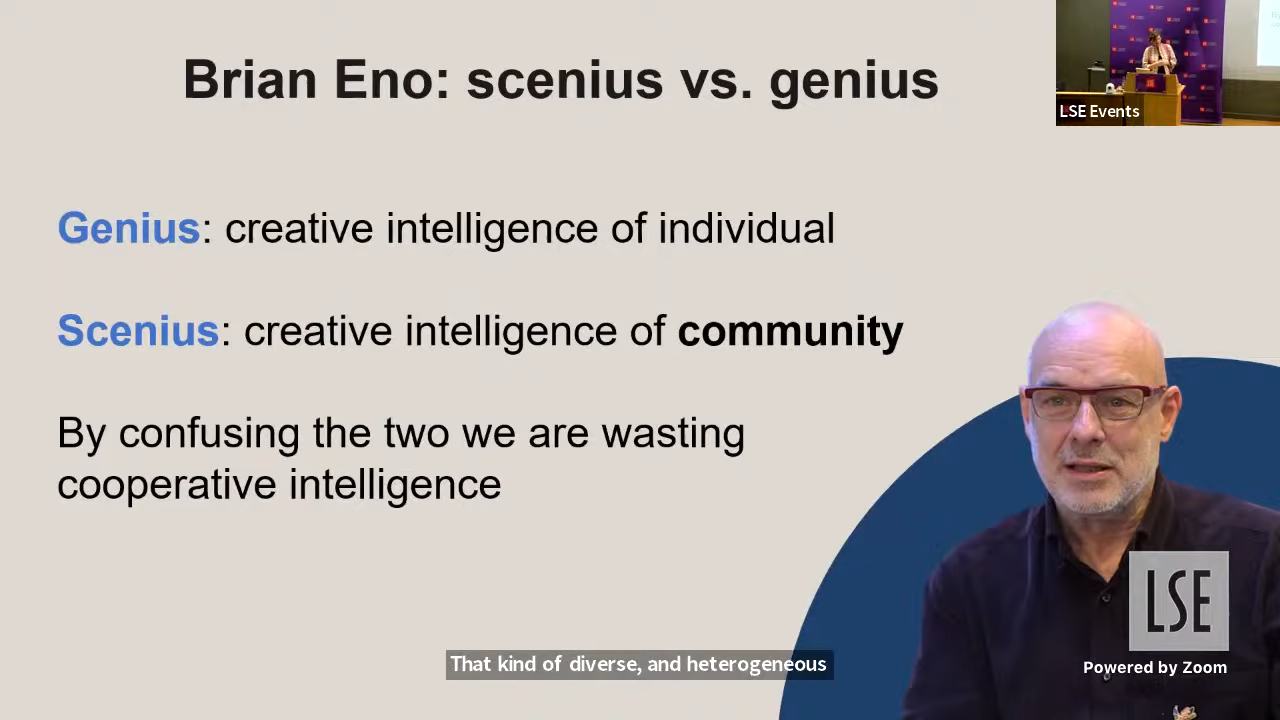 Brian Eno: scenius vs. genius
LSE Events
Genius: creative intelligence of individual
Scenius: creative intelligence of community
By confusing the two we are wasting
cooperative intelligence
LSE
That kind of diverse, and heterogeneous
Powered by Zoom